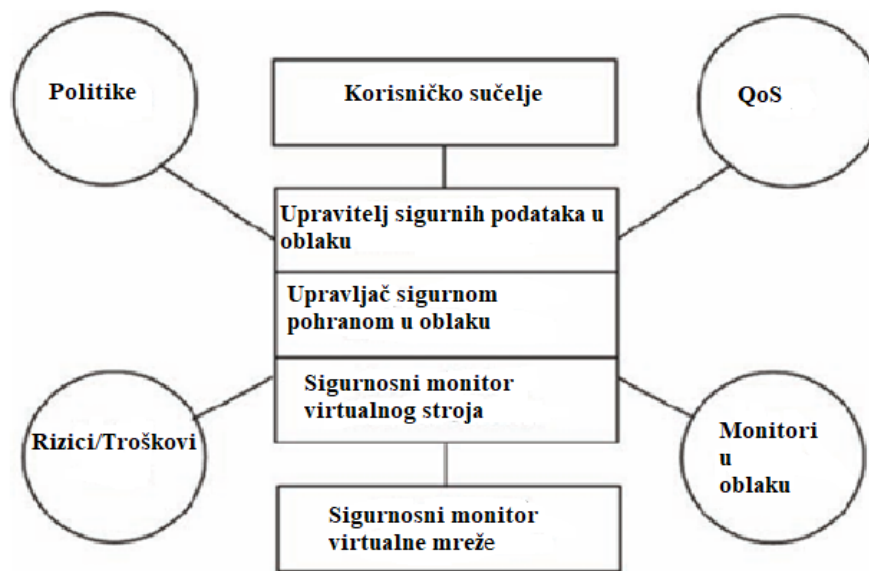 Politike
Korisničko sučelje
QoS
Upravitelj sigurnih podataka u
oblaku
Upravljač sigurnom
pohranom u oblaku
Sigurnosni monitor
virtualnog stroja
Rizici/Troškovi
Monitori
u
oblaku
Sigurnosni monitor
virtualne mreže